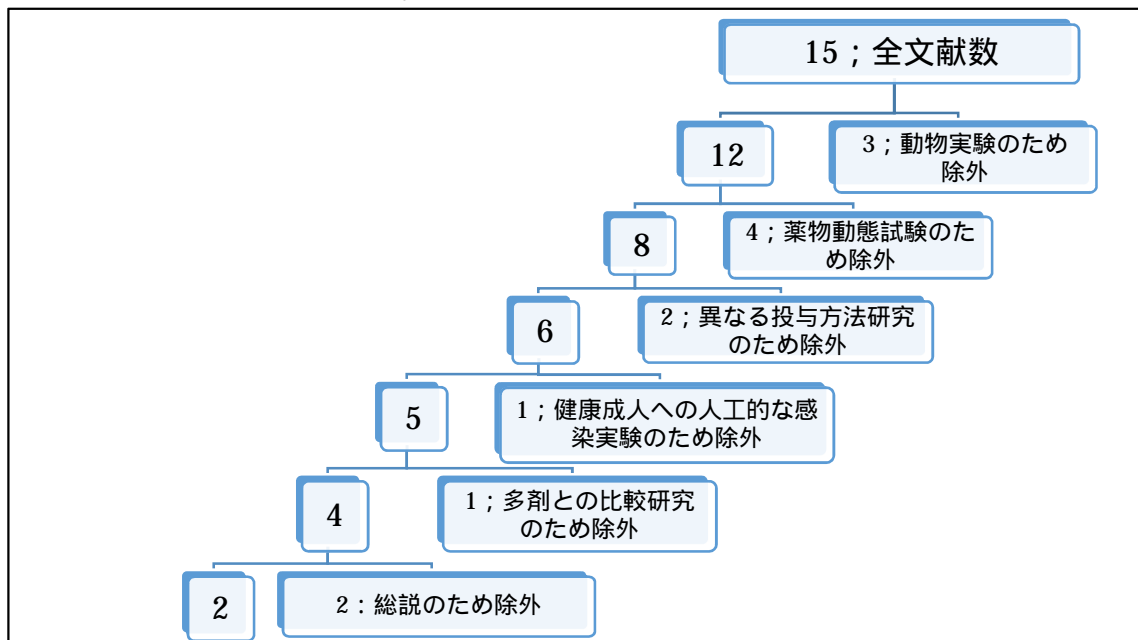 15；全文献数
12
3；動物実験のため
除外
8
4；薬物動態試験のた
め除外
6
2；異なる投与方法研究
のため除外
5
1；健康成人への人工的な感
染実験のため除外
4
1；多剤との比較研究
のため除外
2
2：総説のため除外